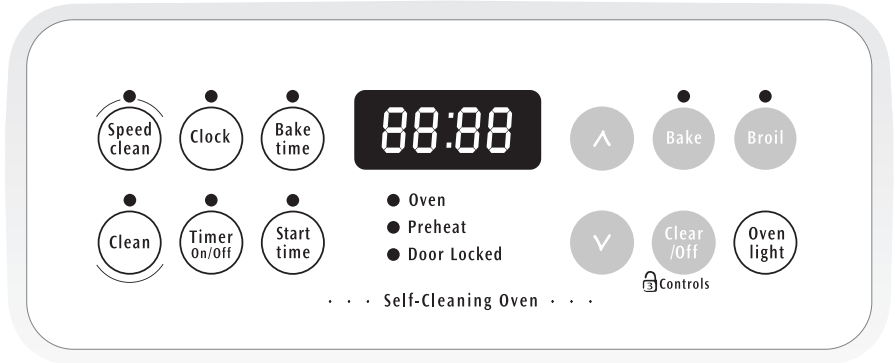 Speed
clean
Clock
Bake
time
88:88
Bake
Broil
Clean
Timer
On/Off
Start
time
Oven
Preheat
Door Locked
Clear
/Off
Oven
light
3 Controls
· · · Self-Cleaning Oven · · ·